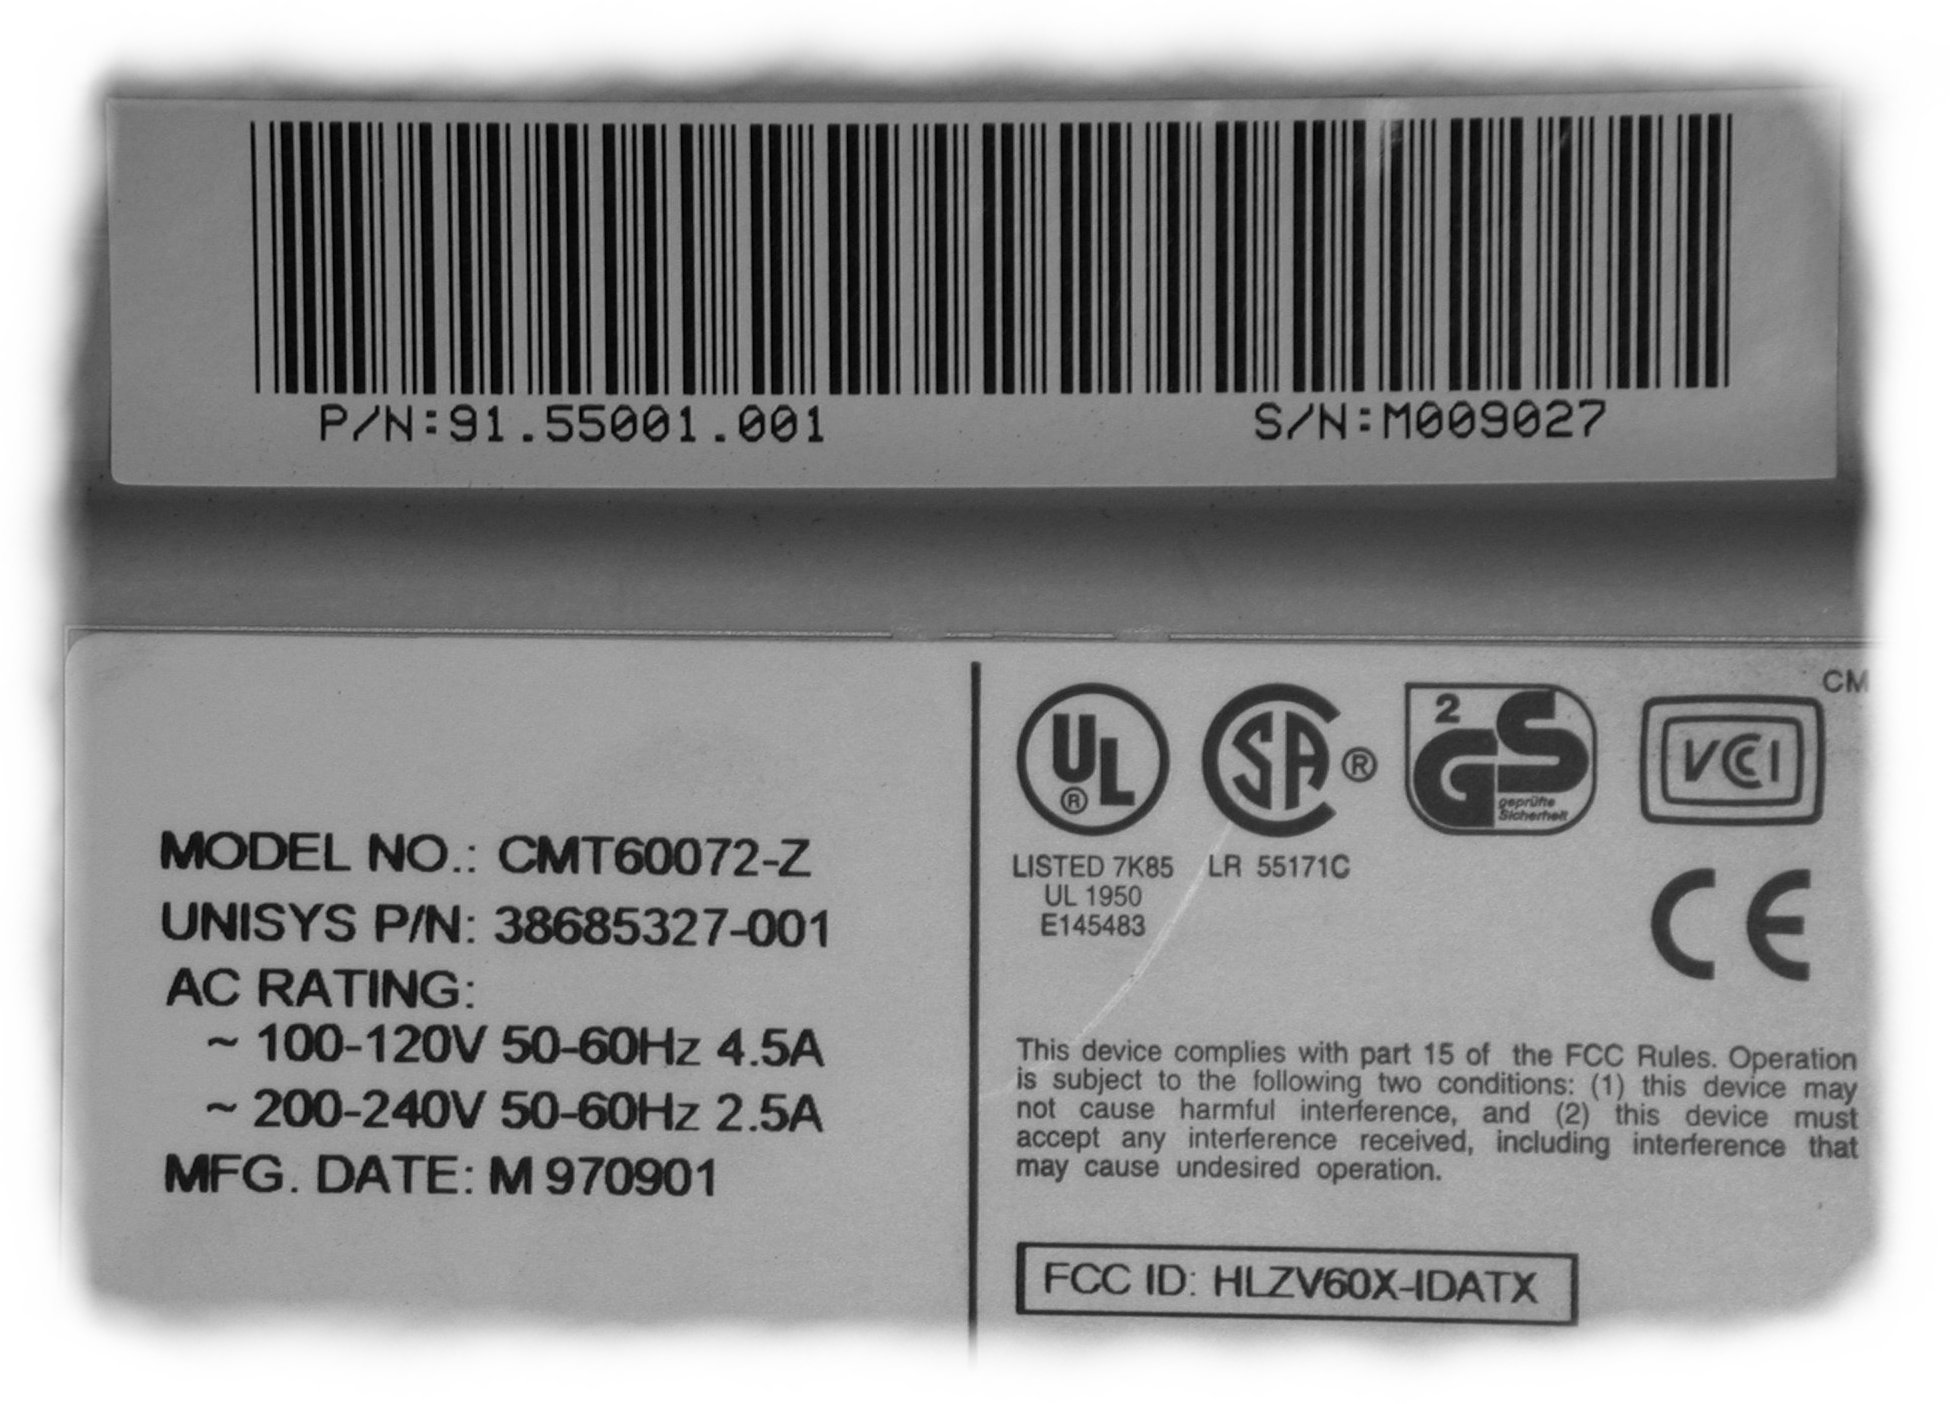 P/N:91.55001.001
S/N:M009027
MODEL NO.: CMT60072-Z
UNISYS P/N: 38685327-001
AC RATING:
~ 100-120V 50-60Hz 4.5A
~ 200-240V 50-60Hz 2.5A
MFG. DATE: M 970901
CM
UL
®
SA ®
2
GS
geprüfte
Sicherheit
VCCI
LISTED 7K85
UL 1950
E145483
LR 55171C
CE
This device complies with part 15 of the FCC Rules. Operation
is subject to the following two conditions: (1) this device may
not cause harmful interference, and (2) this device must
accept any interference received, including interference that
may cause undesired operation.
FCC ID: HLZV60X-IDATX